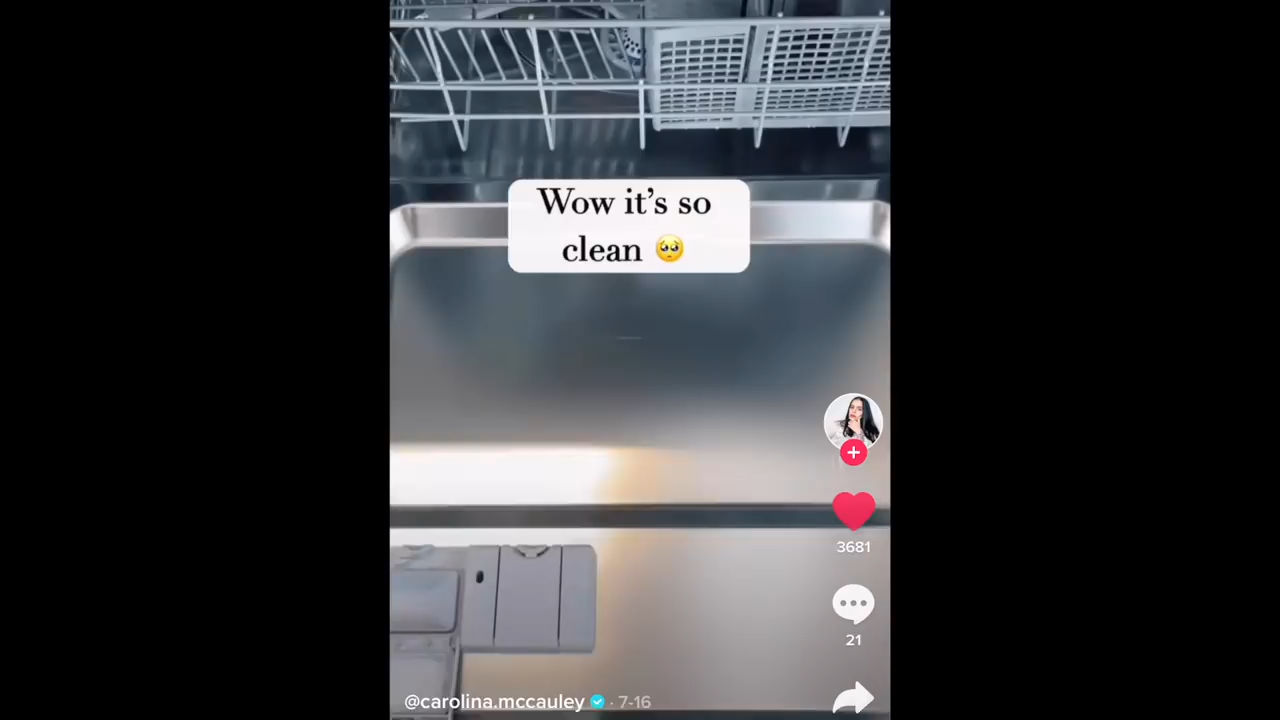 Wow it's so
clean 🥺
3681
21
@carolina.mccauley · 7-16